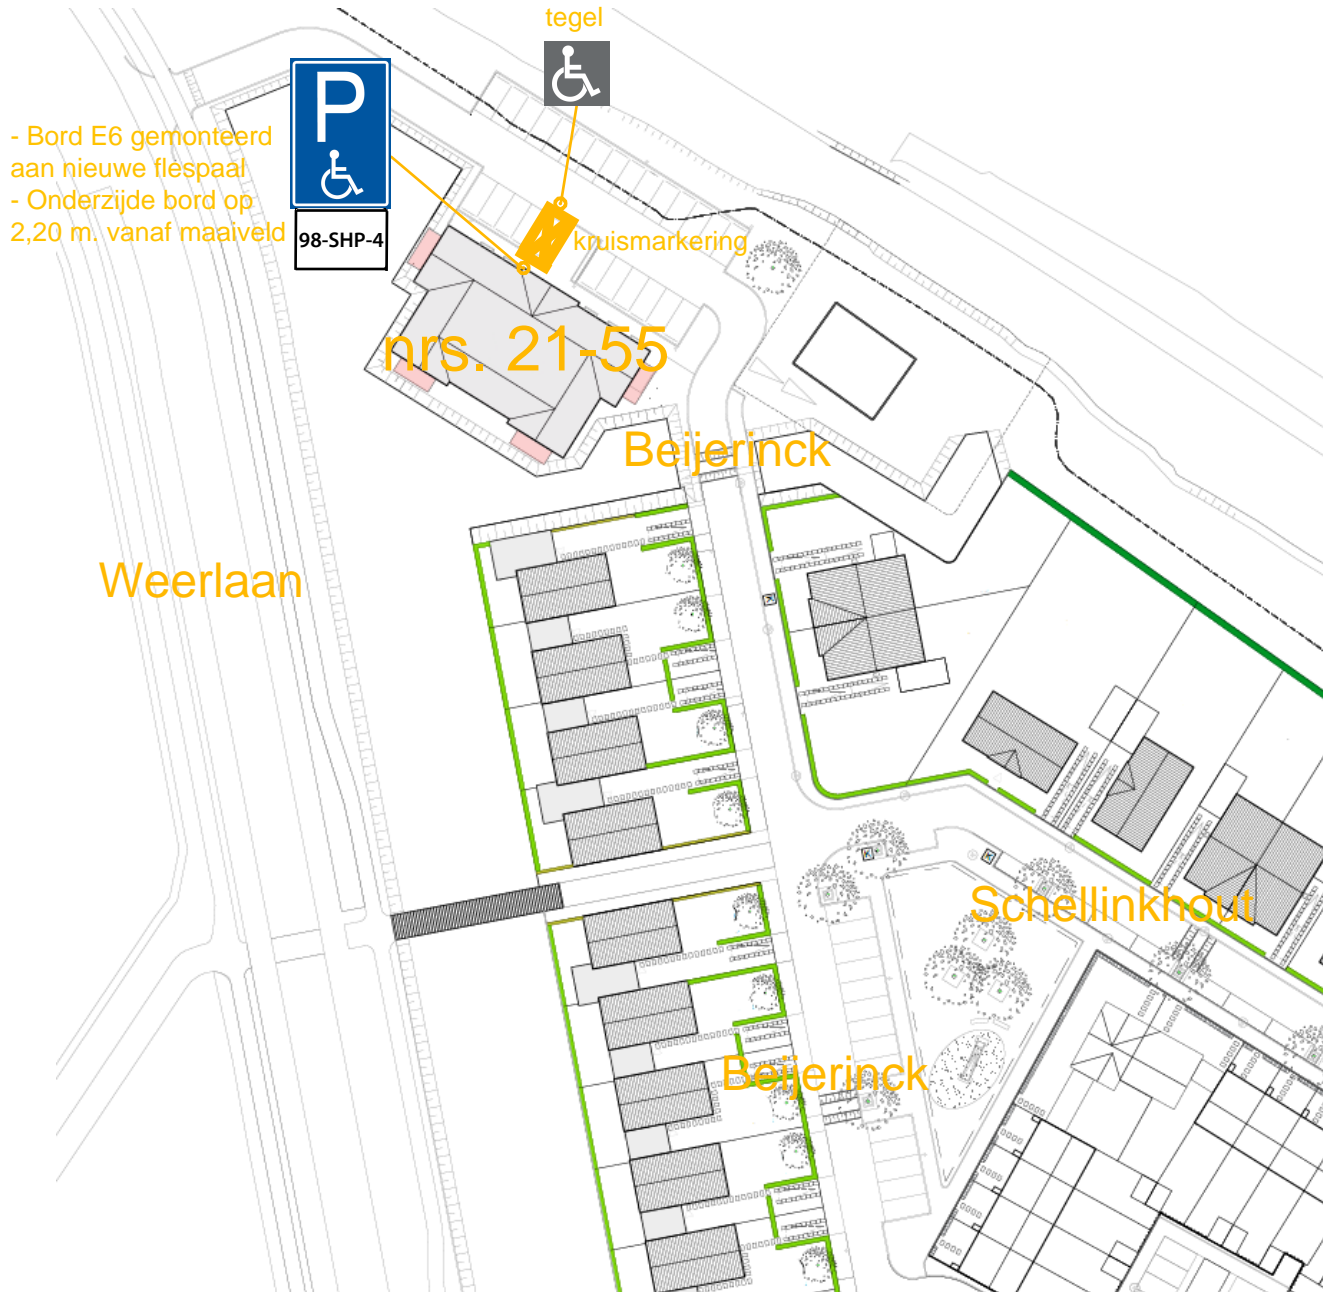 tegel
P
- Bord E6 gemonteerd
aan nieuwe flespaal
- Onderzijde bord op
2,20 m. vanaf maaiveld
98-SHP-4
kruismarkering
nrs. 21-55
Beijerinck
Weerlaan
Schellinkhout
Beijerinck